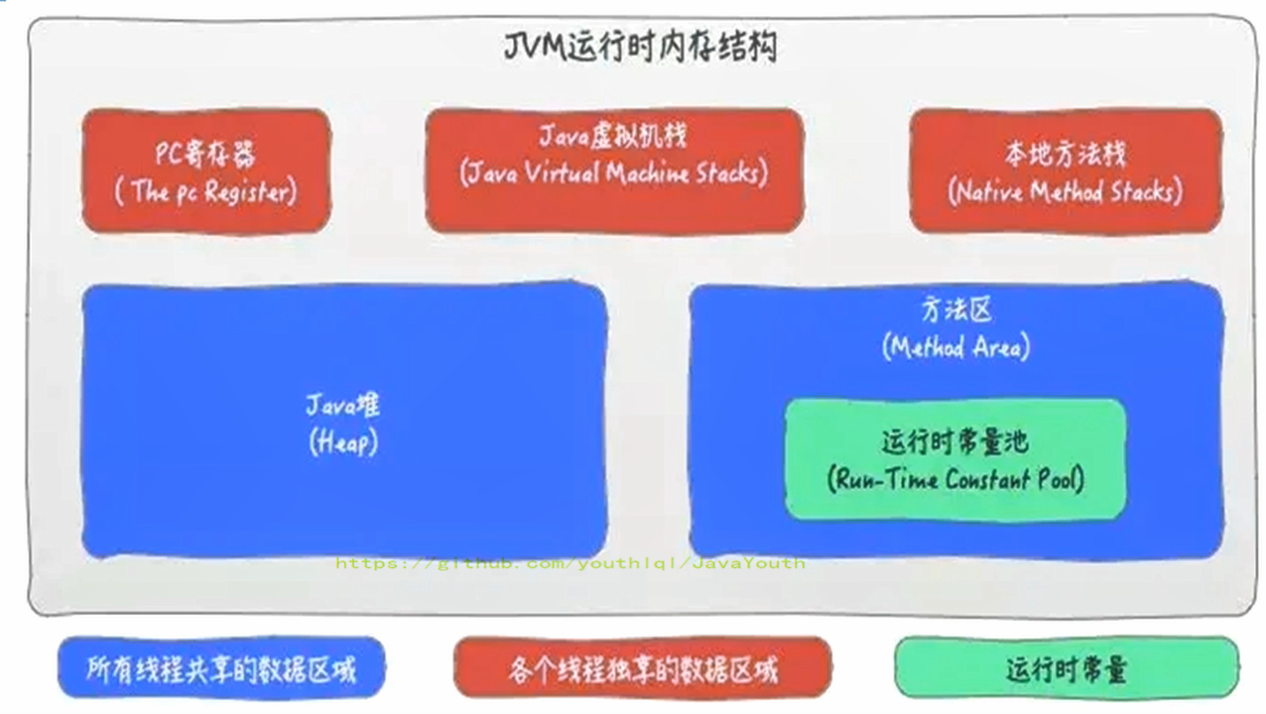 JVM运行时内存结构
PC寄存器
( The pc Register)
Java虚拟机栈
(Java Virtual Machine Stacks)
本地方法栈
(Native Method Stacks)
Java堆
(Heap)
方法区
(Method Area)
运行时常量池
(Run-Time Constant Pool)
https://github.com/youthlql/JavaYouth
所有线程共享的数据区域
各个线程独享的数据区域
运行时常量